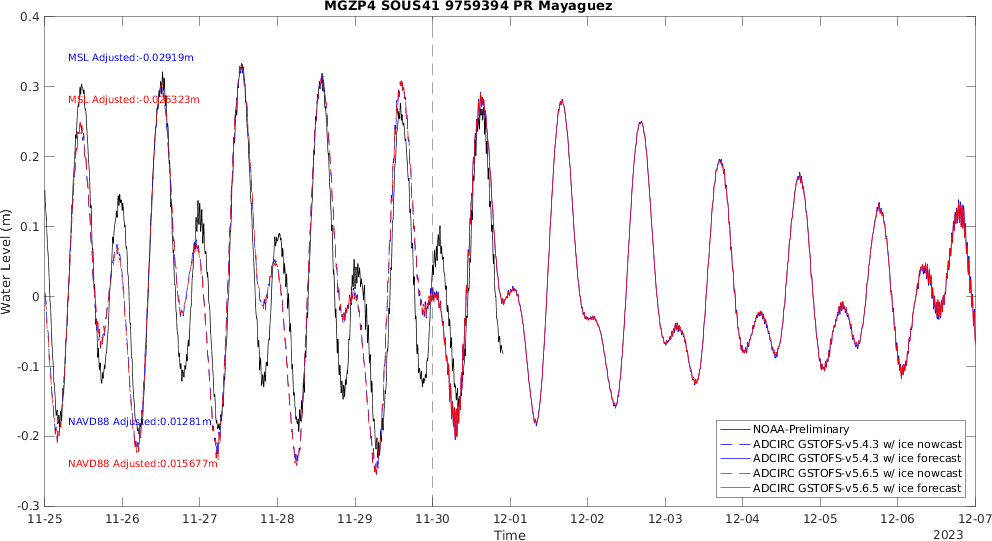 MGZP4 SOUS41 9759394 PR Mayaguez
0.4
0.3
0.2
0.1
0
-0.1
-0.2
-0.3
Water Level (m)
MSL Adjusted:-0.02919m
MSL Adjusted:-0.026323m
NAVD88 Adjusted:0.01281m
NAVD88 Adjusted:0.015677m
NOAA-Preliminary
ADCIRC GSTOFS-v5.4.3 w/ ice nowcast
ADCIRC GSTOFS-v5.4.3 w/ ice forecast
ADCIRC GSTOFS-v5.6.5 w/ ice nowcast
ADCIRC GSTOFS-v5.6.5 w/ ice forecast
11-25 11-26 11-27 11-28 11-29 11-30 12-01 12-02 12-03 12-04 12-05 12-06 12-07
Time
2023